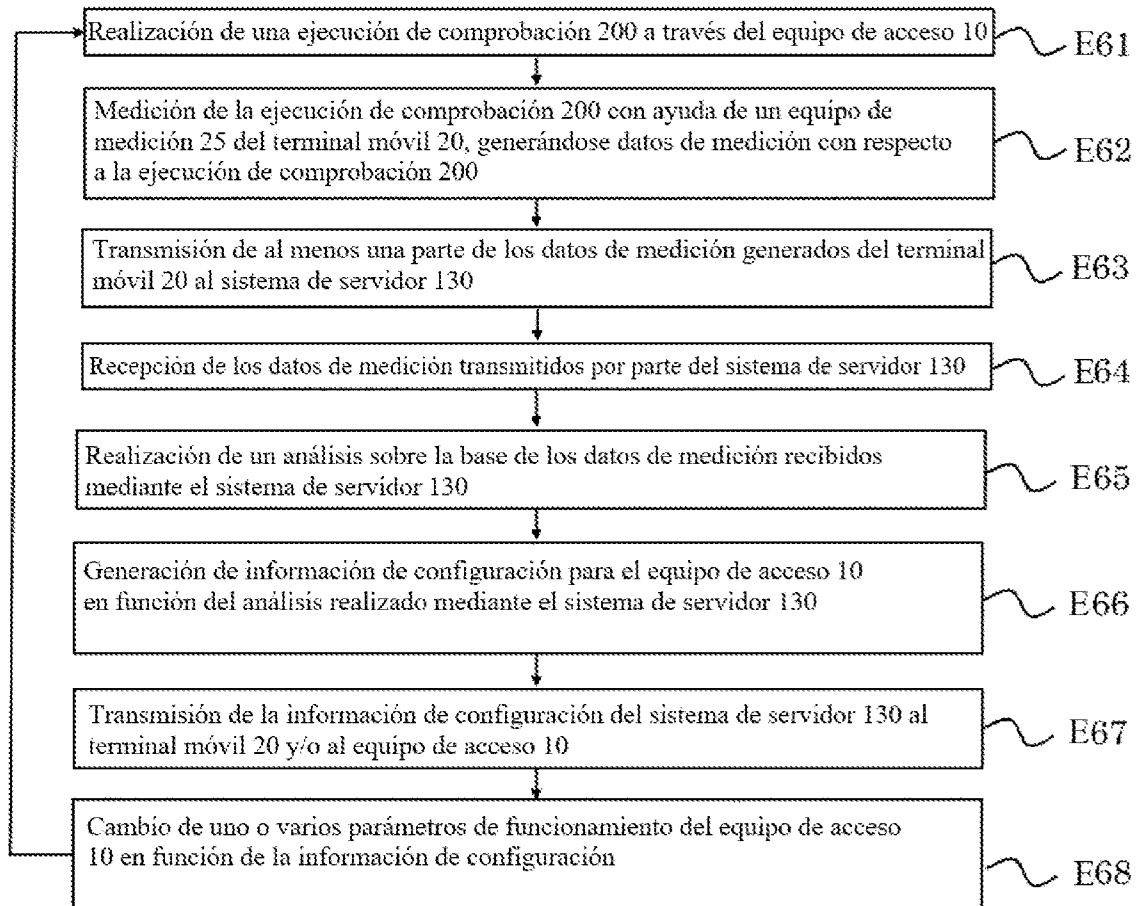 Realización de una ejecución de comprobación 200 a través del equipo de acceso 10
E61
Medición de la ejecución de comprobación 200 con ayuda de un equipo de
medición 25 del terminal móvil 20, generándose datos de medición con respecto
a la ejecución de comprobación 200
E62
Transmisión de al menos una parte de los datos de medición generados del terminal
móvil 20 al sistema de servidor 130
E63
Recepción de los datos de medición transmitidos por parte del sistema de servidor 130
E64
Realización de un análisis sobre la base de los datos de medición recibidos
mediante el sistema de servidor 130
E65
Generación de información de configuración para el equipo de acceso 10
en función del análisis realizado mediante el sistema de servidor 130
E66
Transmisión de la información de configuración del sistema de servidor 130 al
terminal móvil 20 y/o al equipo de acceso 10
E67
Cambio de uno o varios parámetros de funcionamiento del equipo de acceso
10 en función de la información de configuración
E68